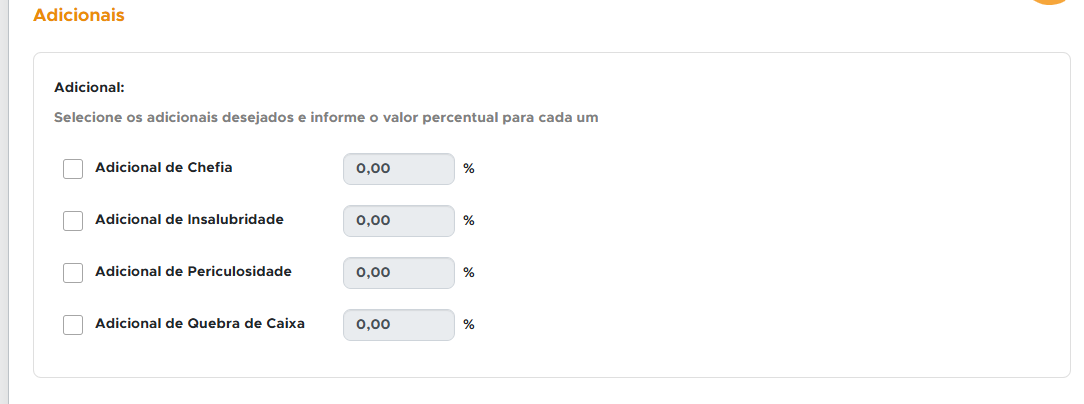 Adicionais
Adicional:
Selecione os adicionais desejados e informe o valor percentual para cada um
Adicional de Chefia 0,00 %
Adicional de Insalubridade 0,00 %
Adicional de Periculosidade 0,00 %
Adicional de Quebra de Caixa 0,00 %